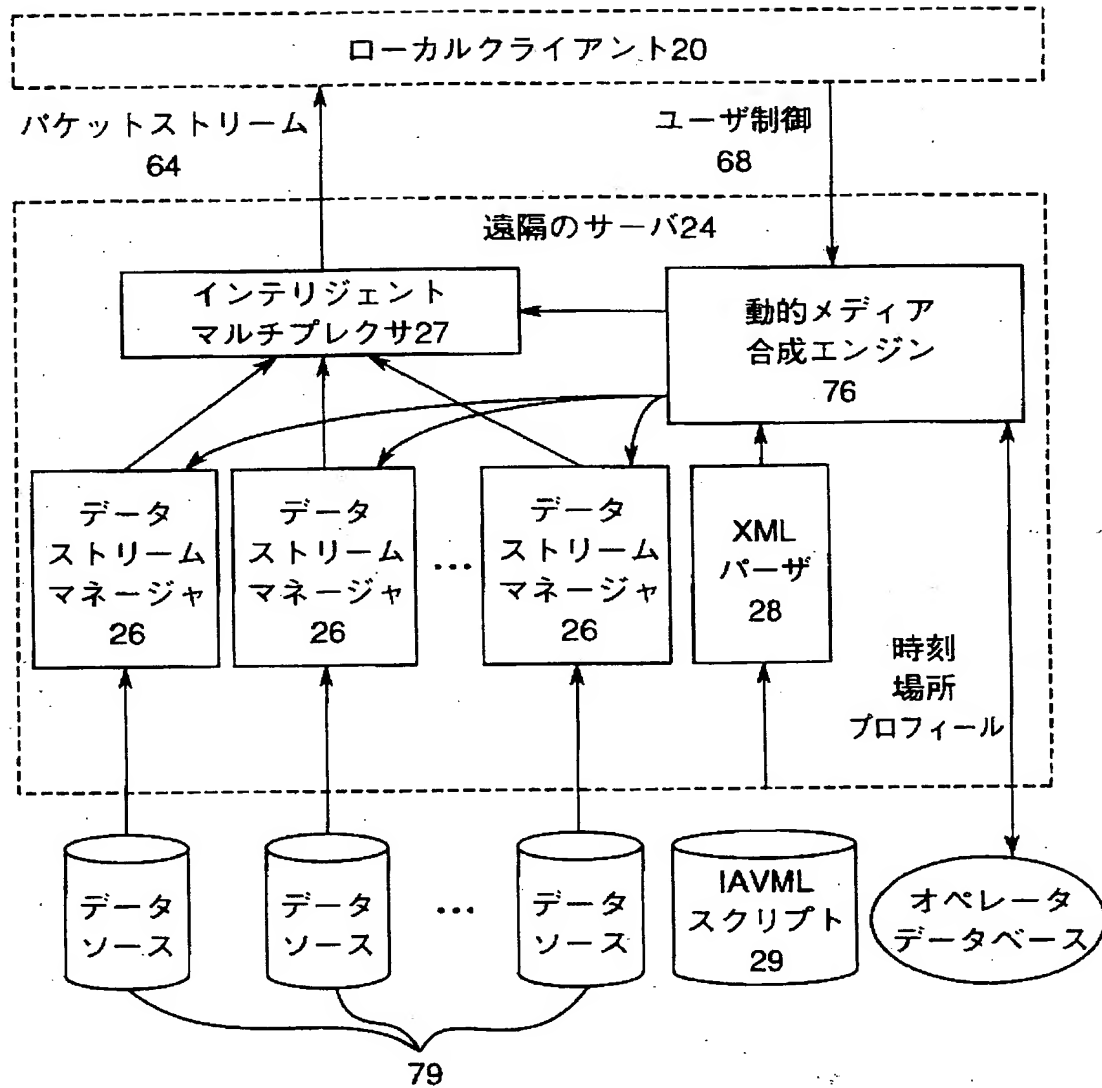 ローカルクライアント20
パケットストリーム
64
ユーザ制御
68
遠隔のサーバ24
インテリジェント
マルチプレクサ27
動的メディア
合成エンジン
76
データ
ストリーム
マネージャ
26
データ
ストリーム
マネージャ
26
...
データ
ストリーム
マネージャ
26
XML
パーザ
28
時刻
場所
プロフィール
データ
ソース
データ
ソース
...
データ
ソース
IAVML
スクリプト
29
オペレータ
データベース
79